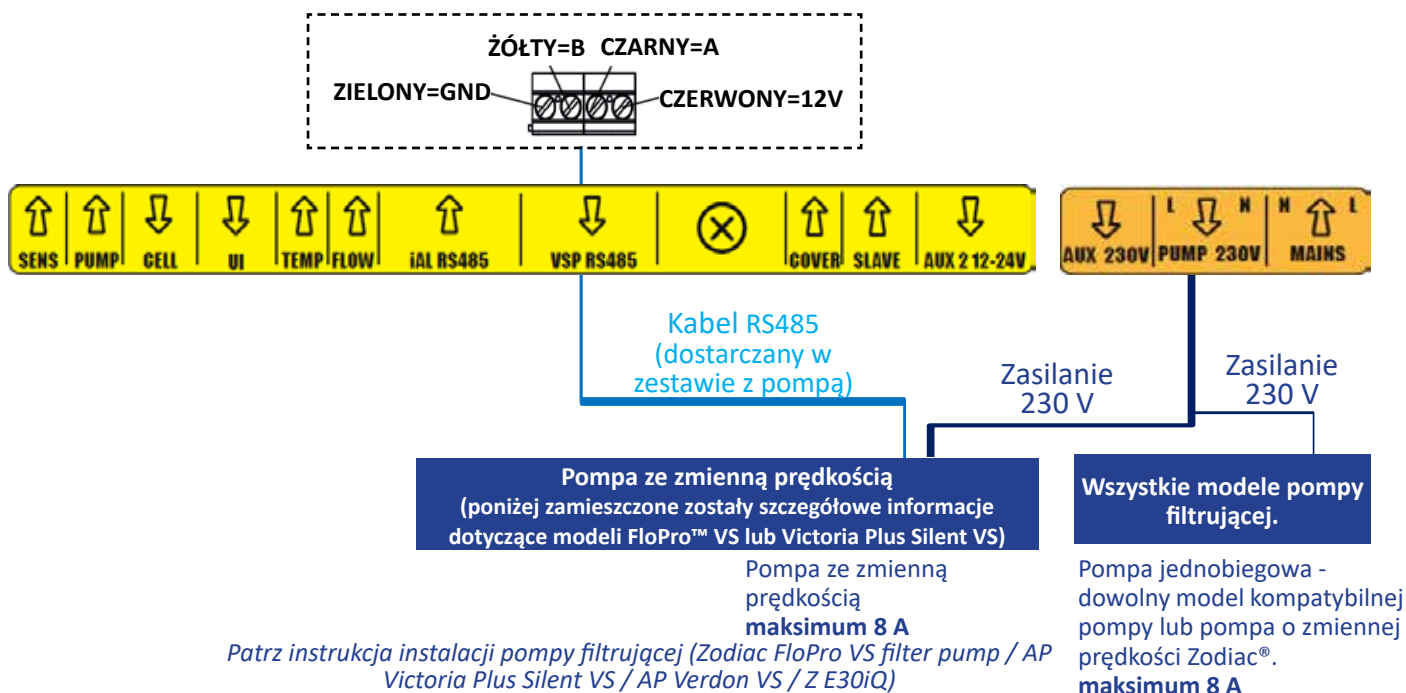 ŻÓŁTY=B CZARNY=A
ZIELONY=GND
CZERWONY=12V
SENS PUMP CELL UI TEMP FLOW iAL RS485 VSP RS485 COVER SLAVE AUX 2 12-24V
L N N L
AUX 230V PUMP 230V MAINS
Kabel RS485
(dostarczany w
zestawie z pompą)
Zasilanie
230 V
Zasilanie
230 V
Pompa ze zmienną prędkością
(poniżej zamieszczone zostały szczegółowe informacje
dotyczące modeli FloPro™ VS lub Victoria Plus Silent VS)
Wszystkie modele pompy
filtrującej.
Pompa ze zmienną
prędkością
maksimum 8 A
Patrz instrukcja instalacji pompy filtrującej (Zodiac FloPro VS filter pump / AP
Victoria Plus Silent VS / AP Verdon VS / Z E30iQ)
Pompa jednobiegowa -
dowolny model kompatybilnej
pompy lub pompa o zmiennej
prędkości Zodiac®.
maksimum 8 A